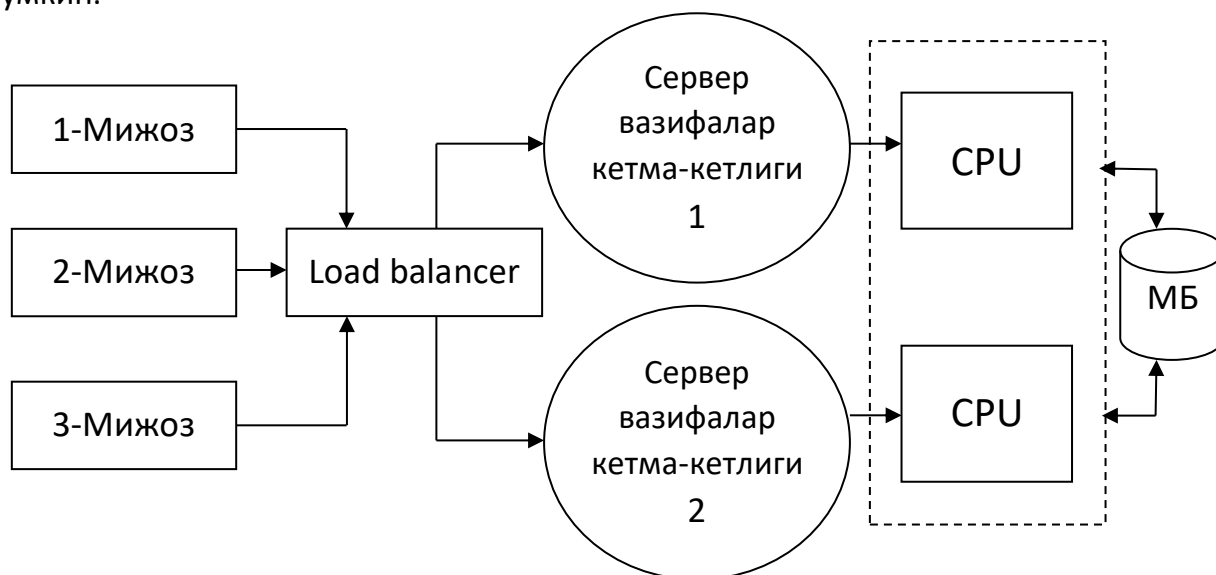 1-Мижоз
2-Мижоз
3-Мижоз
Load balancer
Сервер
вазифалар
кетма-кетлиги
1
Сервер
вазифалар
кетма-кетлиги
2
CPU
CPU
МБ